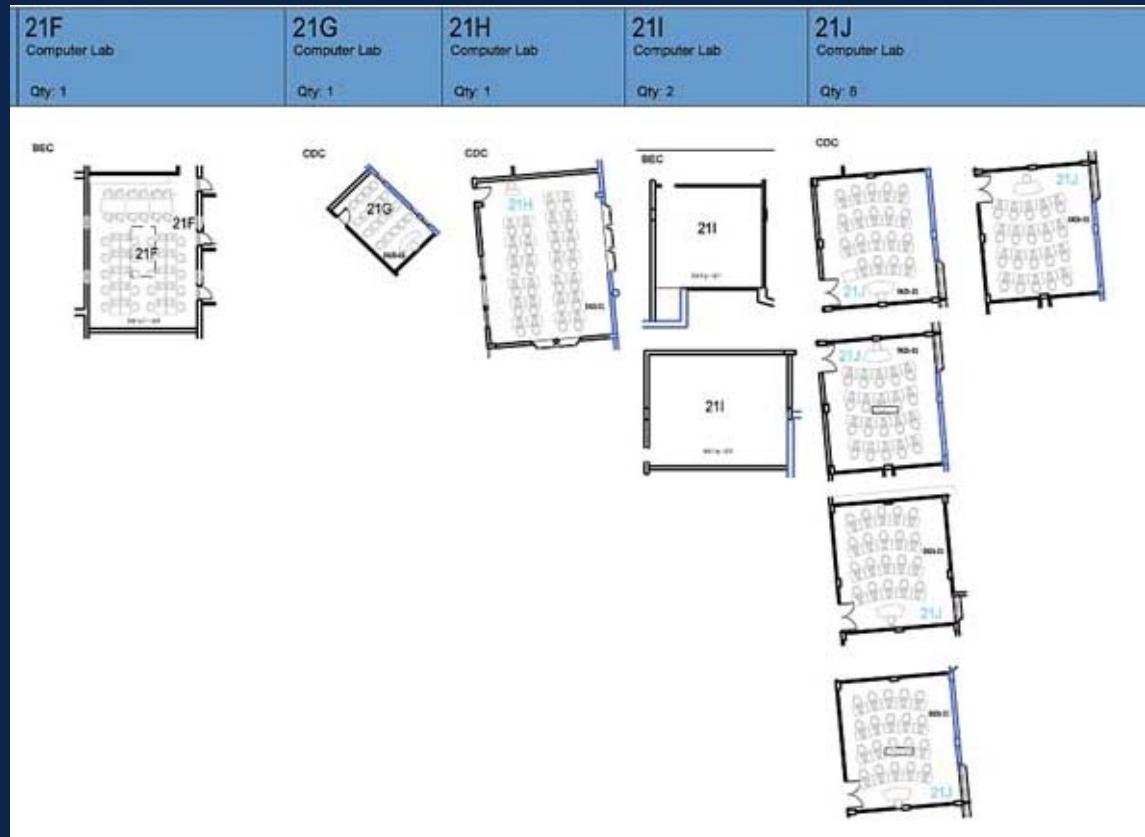 21F
Computer Lab
Qty: 1
21G
Computer Lab
Qty: 1
21H
Computer Lab
Qty: 1
21I
Computer Lab
Qty: 2
21J
Computer Lab
Qty: 8
BEC
21F
21F
CDC
21G
CDC
21H
BEC
21I
21I
CDC
21J
21J
21J
21J
21J